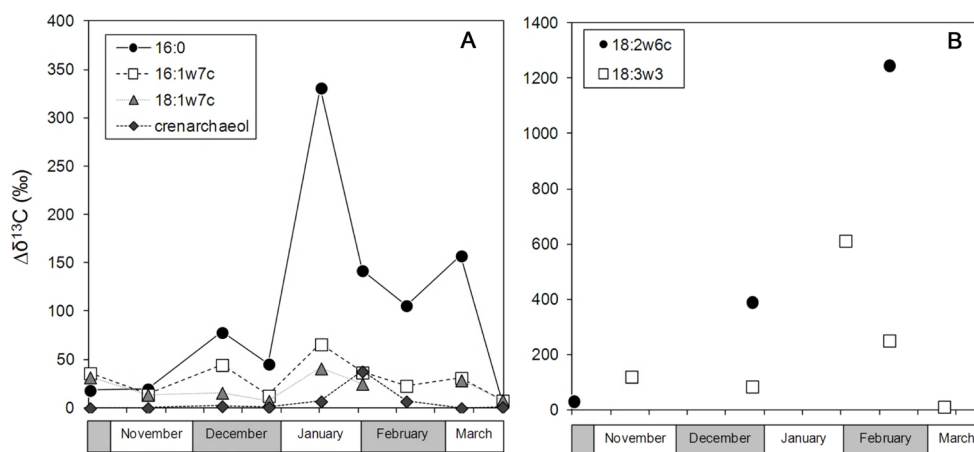 A
16:0
16:1w7c
18:1w7c
crenarchaeol
Δδ13C (‰)
400
350
300
250
200
150
100
50
0
November December January February March
B
18:2w6c
18:3w3
1400
1200
1000
800
600
400
200
0
November December January February March